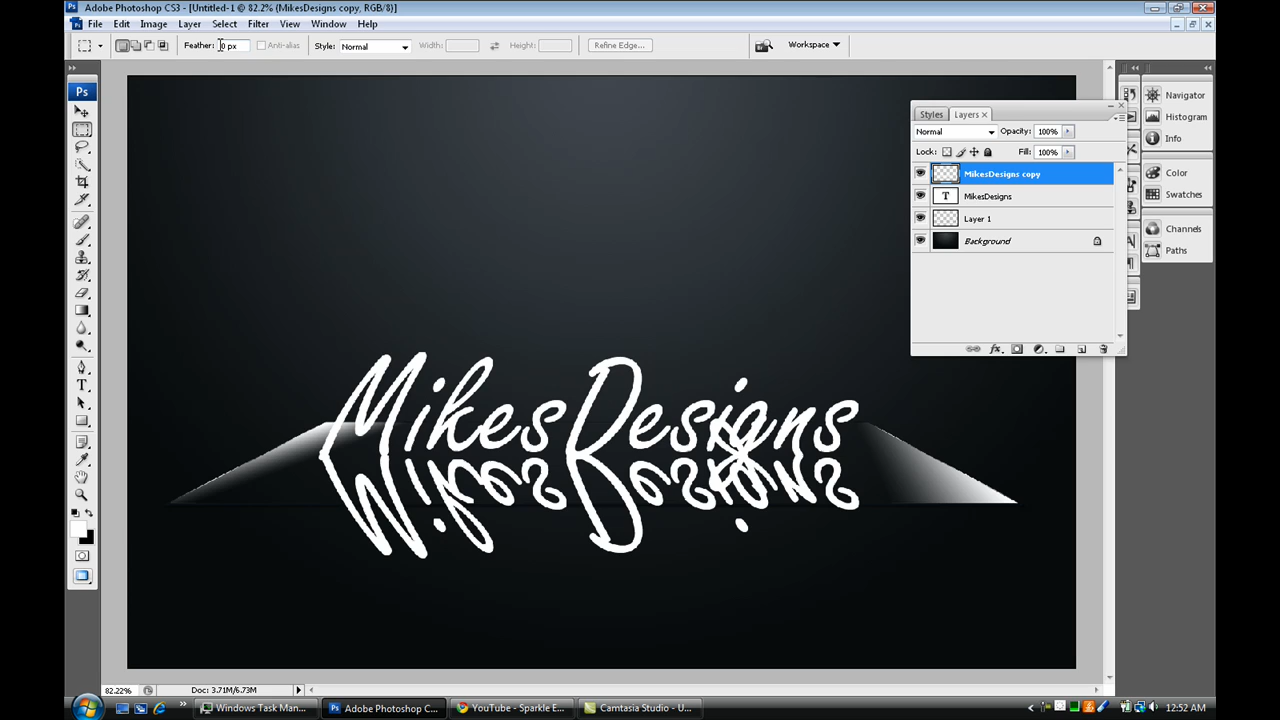 Adobe Photoshop CS3 - [Untitled-1 @ 82.2% (MikesDesigns copy, RGB/8)]
File Edit Image Layer Select Filter View Window Help
Feather: 0 px Anti-alias Style: Normal Width: Height: Refine Edge... Workspace
Ps
Styles Layers
Normal Opacity: 100%
Lock: Fill: 100%
MikesDesigns copy
T MikesDesigns
Layer 1
Background
Navigator
Histogram
Info
Color
Swatches
Channels
Paths
MikesDesigns
MikesDesigns
82.22% Doc: 3.71M/6.73M
Windows Task Man... Adobe Photoshop C... YouTube - Sparkle E... Camtasia Studio - U... 12:52 AM